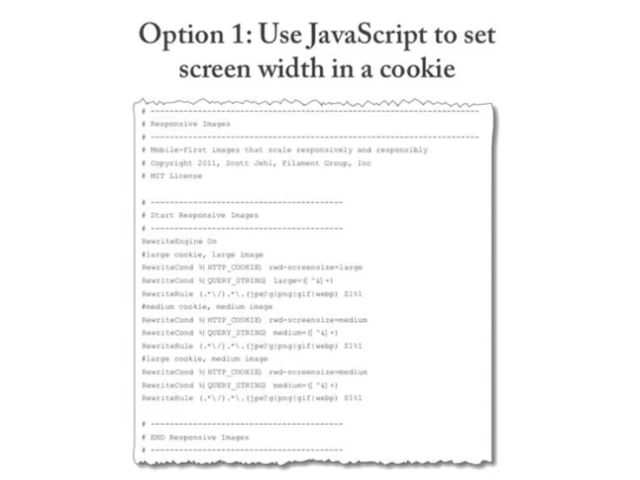 Option 1: Use JavaScript to set
screen width in a cookie
# ------------------------------------------------------------
# Responsive Images
# ------------------------------------------------------------
# Mobile-First images that scale responsively and responsibly
# Copyright 2011, Scott Jehl, Filament Group, Inc
# MIT License
# -----------------------------------
# Start Responsive Images
# -----------------------------------
RewriteEngine On
#large cookie, large image
RewriteCond %{HTTP_COOKIE} rwd-screensize=large
RewriteCond %{QUERY_STRING} large=([^&]+)
RewriteRule (.*\/).*\.(jpe?g|png|gif|webp) $1%1
#medium cookie, medium image
RewriteCond %{HTTP_COOKIE} rwd-screensize=medium
RewriteCond %{QUERY_STRING} medium=([^&]+)
RewriteRule (.*\/).*\.(jpe?g|png|gif|webp) $1%1
#large cookie, medium image
RewriteCond %{HTTP_COOKIE} rwd-screensize=medium
RewriteCond %{QUERY_STRING} medium=([^&]+)
RewriteRule (.*\/).*\.(jpe?g|png|gif|webp) $1%1
# -----------------------------------
# END Responsive Images
# -----------------------------------